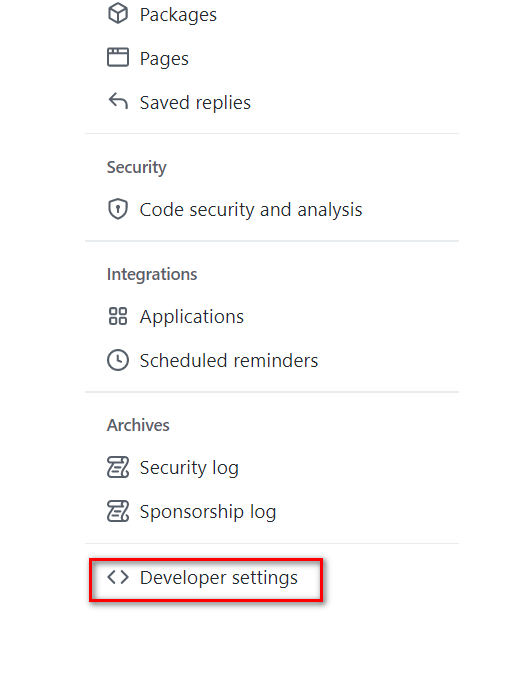 Packages
Pages
Saved replies
Security
Code security and analysis
Integrations
Applications
Scheduled reminders
Archives
Security log
Sponsorship log
Developer settings